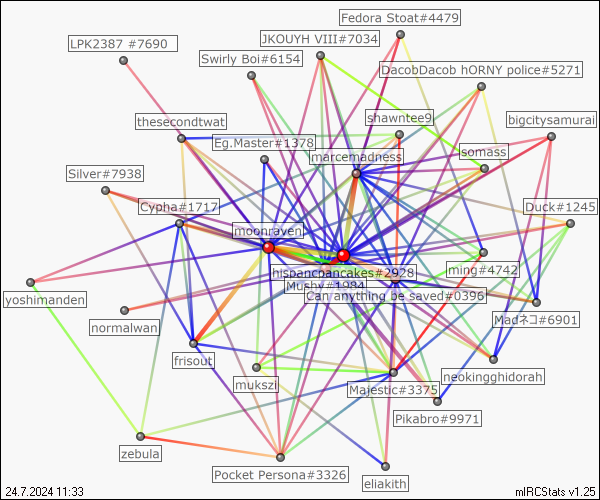 Fedora Stoat#4479
LPK2387 #7690
JKOUYH VIII#7034
Swirly Boi#6154
DacobDacob hORNY police#5271
thesecondtwat
shawntee9
bigcitysamurai
Eg.Master#1378
marcemadness
somass
Silver#7938
Cypha#1717
Duck#1245
moonraven
hispanicpancakes#2928
ming#4742
Mushy#1984
Can anything be saved#0396
yoshimanden
normalwan
Madネコ#6901
frisout
mukszi
Majestic#3375
neokingghidorah
Pikabro#9971
zebula
Pocket Persona#3326
eliakith
24.7.2024 11:33
mIRCStats v1.25